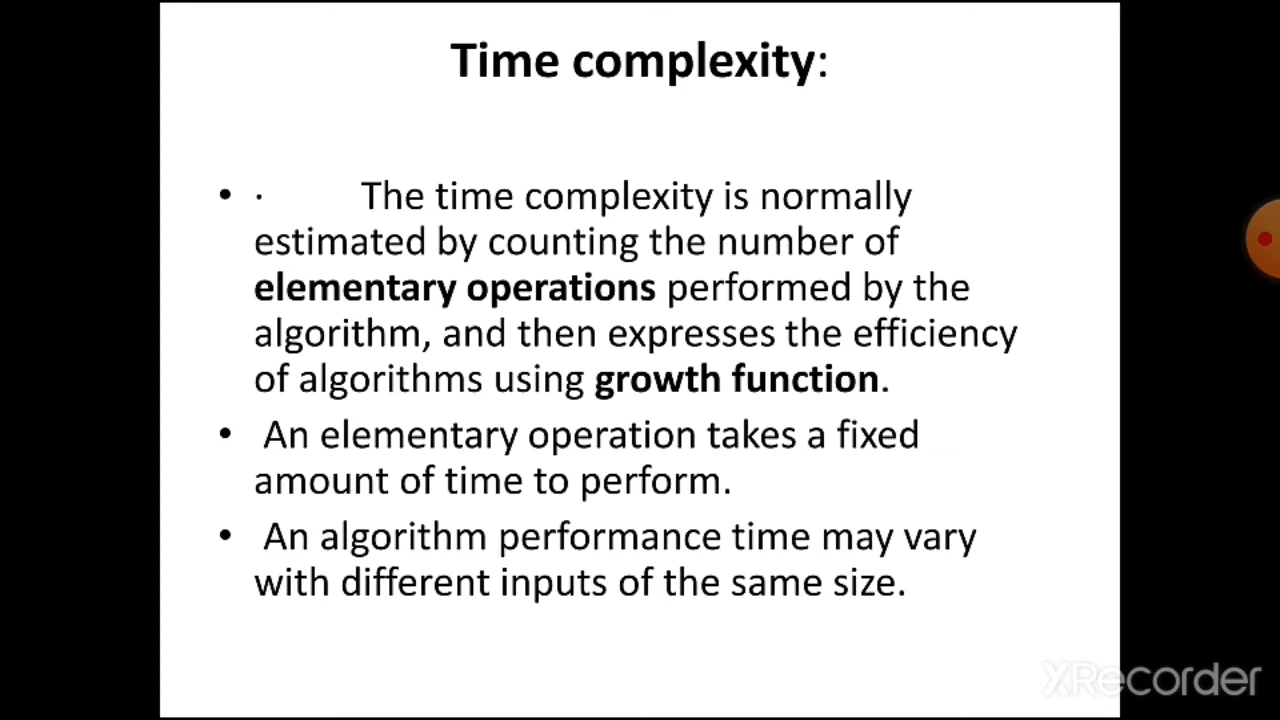 Time complexity:
• · The time complexity is normally
estimated by counting the number of
elementary operations performed by the
algorithm, and then expresses the efficiency
of algorithms using growth function.
• An elementary operation takes a fixed
amount of time to perform.
• An algorithm performance time may vary
with different inputs of the same size.
XRecorder